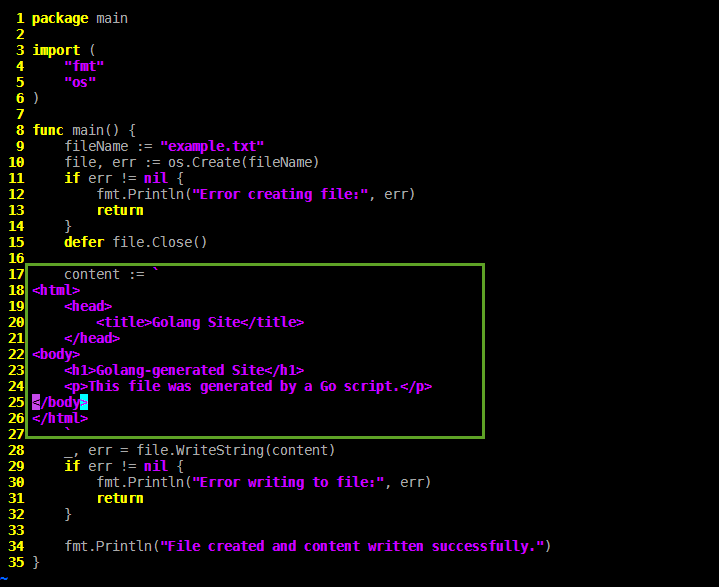 1 package main
2
3 import (
4     "fmt"
5     "os"
6 )
7
8 func main() {
9     fileName := "example.txt"
10     file, err := os.Create(fileName)
11     if err != nil {
12         fmt.Println("Error creating file:", err)
13         return
14     }
15     defer file.Close()
16
17     content := `
18 <html>
19     <head>
20         <title>Golang Site</title>
21     </head>
22 <body>
23     <h1>Golang-generated Site</h1>
24     <p>This file was generated by a Go script.</p>
25 </body>
26 </html>
27     `
28     _, err = file.WriteString(content)
29     if err != nil {
30         fmt.Println("Error writing to file:", err)
31         return
32     }
33
34     fmt.Println("File created and content written successfully.")
35 }
~